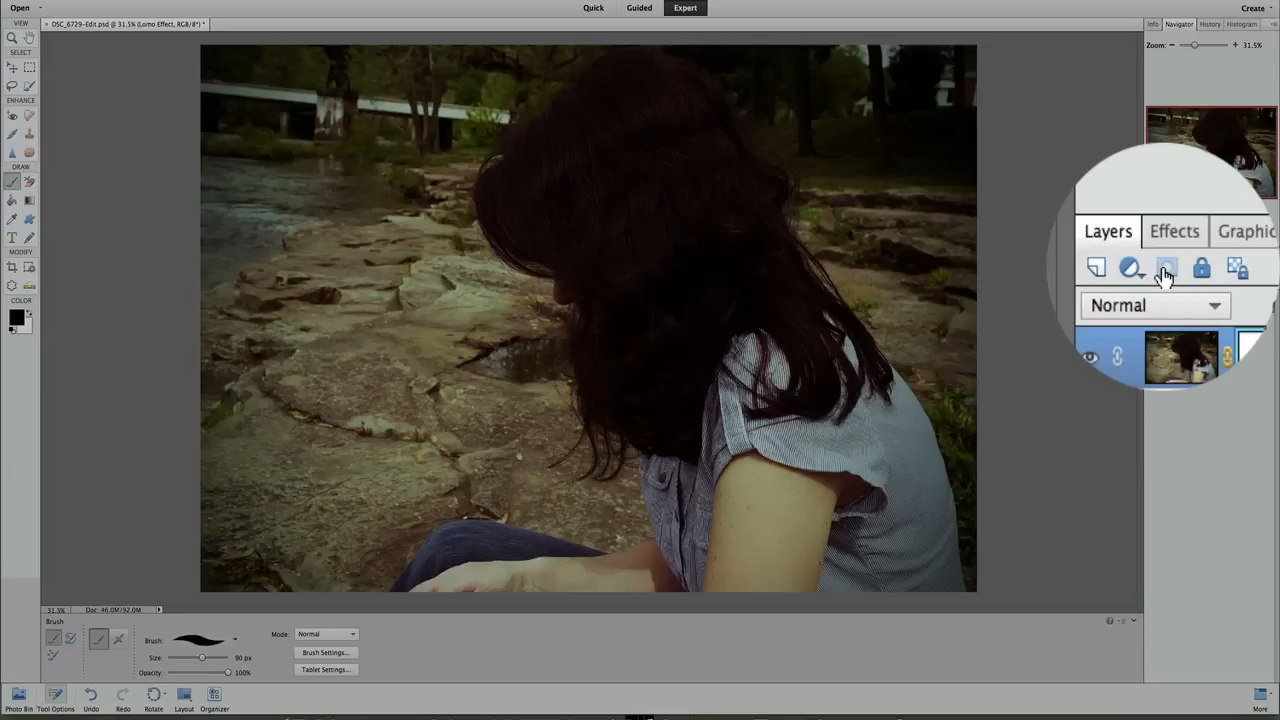 Open Quick Guided Expert Create
× DSC_6729-Edit.psd @ 31.5% (Lomo Effect, RGB/8*) * Info Navigator History Histogram
VIEW
Zoom: 31.5%
SELECT
ENHANCE
DRAW
Layers Effects Graphic
MODIFY
Normal
COLOR
31.5% Doc: 46.0M/92.0M
Brush
Brush: Mode: Normal
Size: 90 px Brush Settings...
Opacity: 100% Tablet Settings...
Photo Bin Tool Options Undo Redo Rotate Layout Organizer More